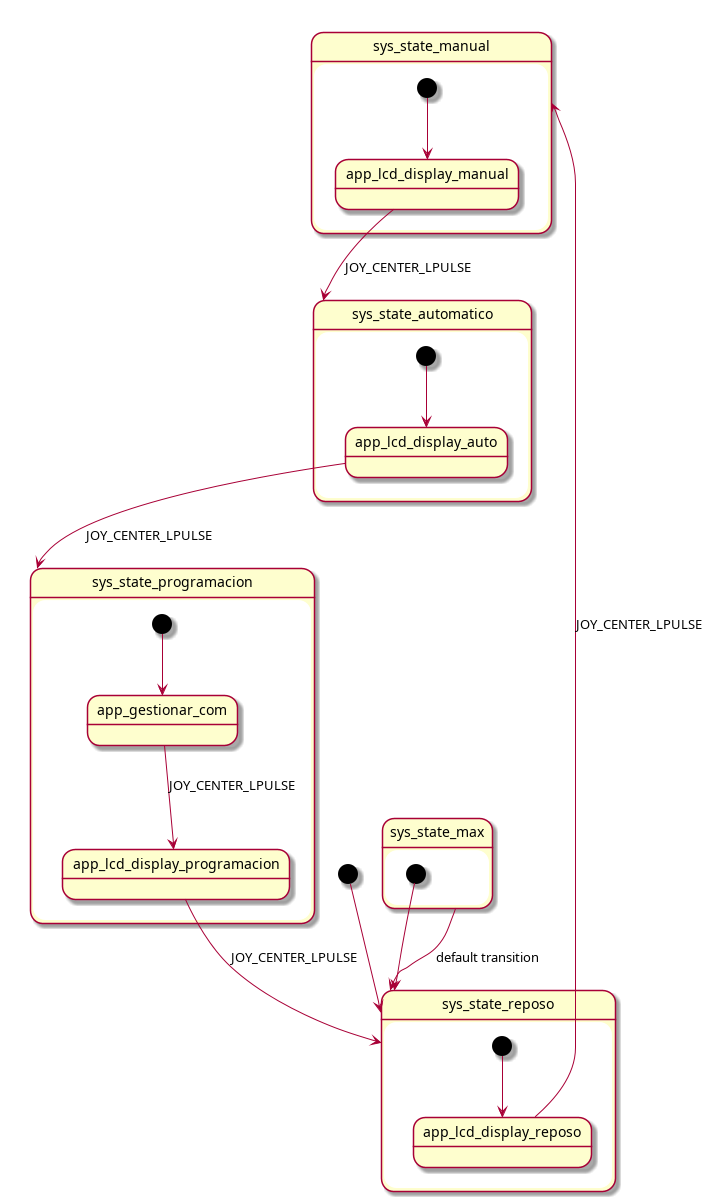 sys_state_manual
app_lcd_display_manual
JOY_CENTER_LPULSE
sys_state_automatico
app_lcd_display_auto
JOY_CENTER_LPULSE
sys_state_programacion
JOY_CENTER_LPULSE
app_gestionar_com
JOY_CENTER_LPULSE
sys_state_max
app_lcd_display_programacion
JOY_CENTER_LPULSE
default transition
sys_state_reposo
app_lcd_display_reposo